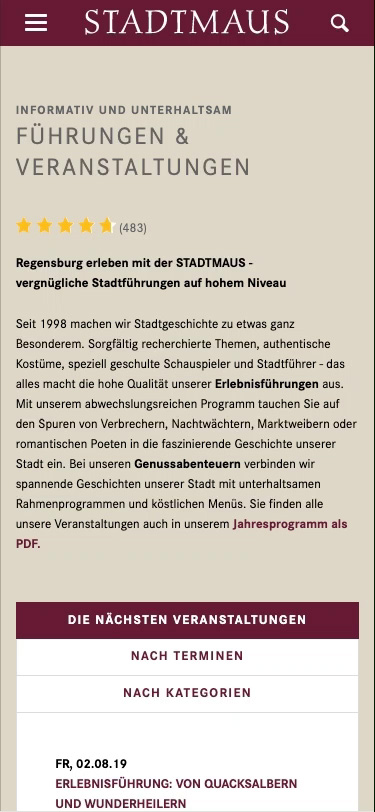 STADTMAUS
INFORMATIV UND UNTERHALTSAM
FÜHRUNGEN &
VERANSTALTUNGEN
(483)
Regensburg erleben mit der STADTMAUS -
vergnügliche Stadtführungen auf hohem Niveau
Seit 1998 machen wir Stadtgeschichte zu etwas ganz
Besonderem. Sorgfältig recherchierte Themen, authentische
Kostüme, speziell geschulte Schauspieler und Stadtführer - das
alles macht die hohe Qualität unserer Erlebnisführungen aus.
Mit unserem abwechslungsreichen Programm tauchen Sie auf
den Spuren von Verbrechern, Nachtwächtern, Marktweibern oder
romantischen Poeten in die faszinierende Geschichte unserer
Stadt ein. Bei unseren Genussabenteuern verbinden wir
spannende Geschichten unserer Stadt mit unterhaltsamen
Rahmenprogrammen und köstlichen Menüs. Sie finden alle
unsere Veranstaltungen auch in unserem Jahresprogramm als
PDF.
DIE NÄCHSTEN VERANSTALTUNGEN
NACH TERMINEN
NACH KATEGORIEN
FR, 02.08.19
ERLEBNISFÜHRUNG: VON QUACKSALBERN
UND WUNDERHEILERN